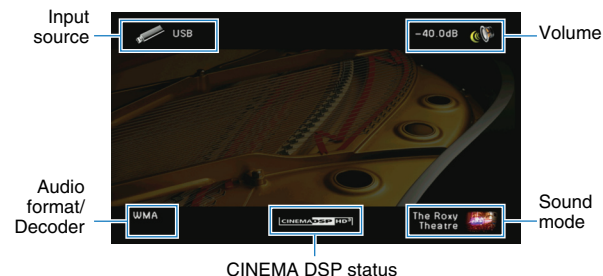 Input
source
USB
-40.0dB
Volume
Audio
format/
Decoder
WMA
CINEMA DSP HD³
The Roxy
Theatre
Sound
mode
CINEMA DSP status